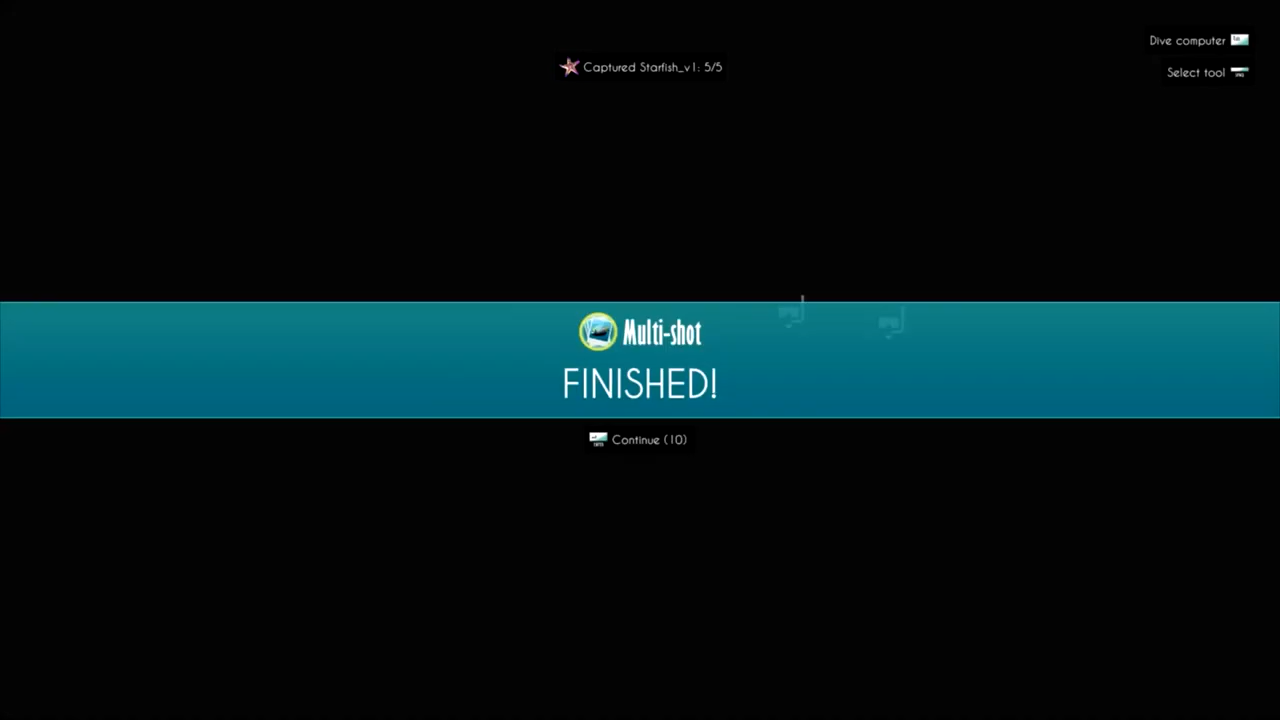 Dive computer
Captured Starfish_v1: 5/5
Select tool
Multi-shot
FINISHED!
Continue (10)